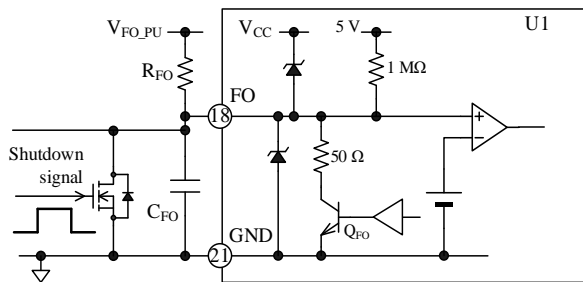 U1
V_FO_PU
V_CC
5 V
R_FO
1 MΩ
FO
18
Shutdown
signal
50 Ω
C_FO
Q_FO
GND
21